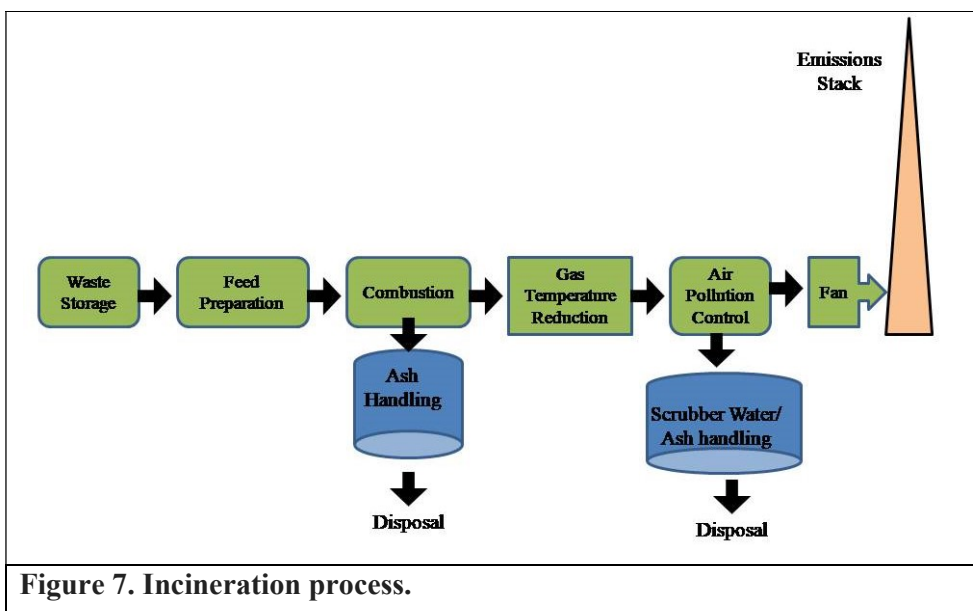 Emissions
Stack
Waste
Storage
Feed
Preparation
Combustion
Gas
Temperature
Reduction
Air
Pollution
Control
Fan
Ash
Handling
Scrubber Water/
Ash handling
Disposal
Disposal
Figure 7. Incineration process.